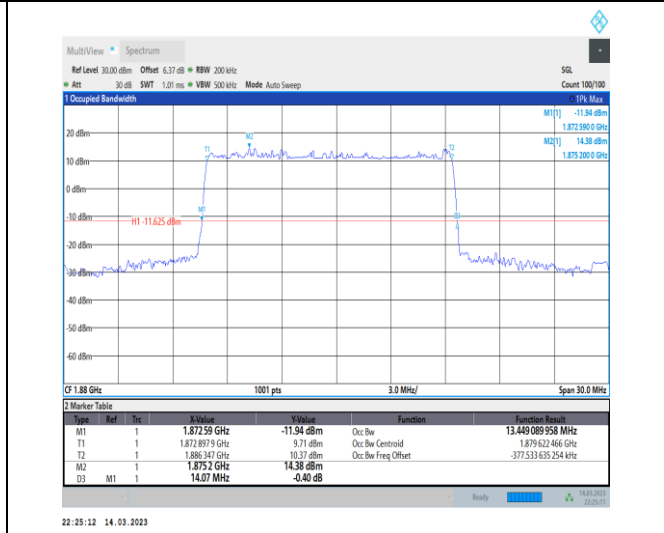 MultiView Spectrum
Ref Level 30.00 dBm Offset 6.37 dB RBW 200 kHz SGL
Att 30 dB SWT 1.01 ms VBW 500 kHz Mode Auto Sweep Count 100/100
1 Occupied Bandwidth 1Pk Max
M1[1] -11.94 dBm
1.872 590 0 GHz
M2[1] 14.38 dBm
1.875 200 0 GHz
20 dBm
M2
T1
T2
10 dBm
0 dBm
M1
-10 dBm
H1 -11.625 dBm
-20 dBm
-30 dBm
-40 dBm
-50 dBm
-60 dBm
CF 1.88 GHz 1001 pts 3.0 MHz/ Span 30.0 MHz
2 Marker Table
Type Ref Trc X-Value Y-Value Function Function Result
M1 1 1.87259 GHz -11.94 dBm Occ Bw 13.449 089 958 MHz
T1 1 1.872 897 9 GHz 9.71 dBm Occ Bw Centroid 1.879 622 466 GHz
T2 1 1.886 347 GHz 10.37 dBm Occ Bw Freq Offset -377.533 635 254 kHz
M2 1 1.8752 GHz 14.38 dBm
D3 M1 1 14.07 MHz -0.40 dB
Ready 14.03.2023
22:25:11
22:25:12 14.03.2023